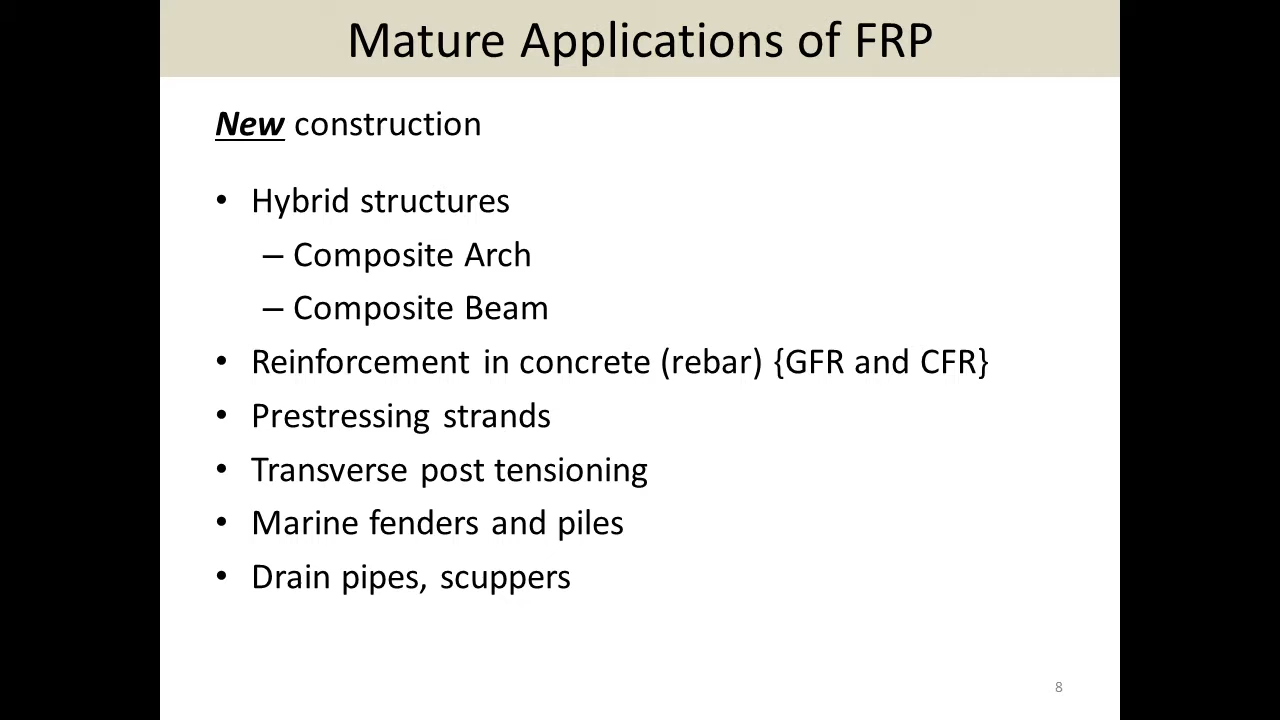 Mature Applications of FRP
New construction
• Hybrid structures
– Composite Arch
– Composite Beam
• Reinforcement in concrete (rebar) {GFR and CFR}
• Prestressing strands
• Transverse post tensioning
• Marine fenders and piles
• Drain pipes, scuppers
8